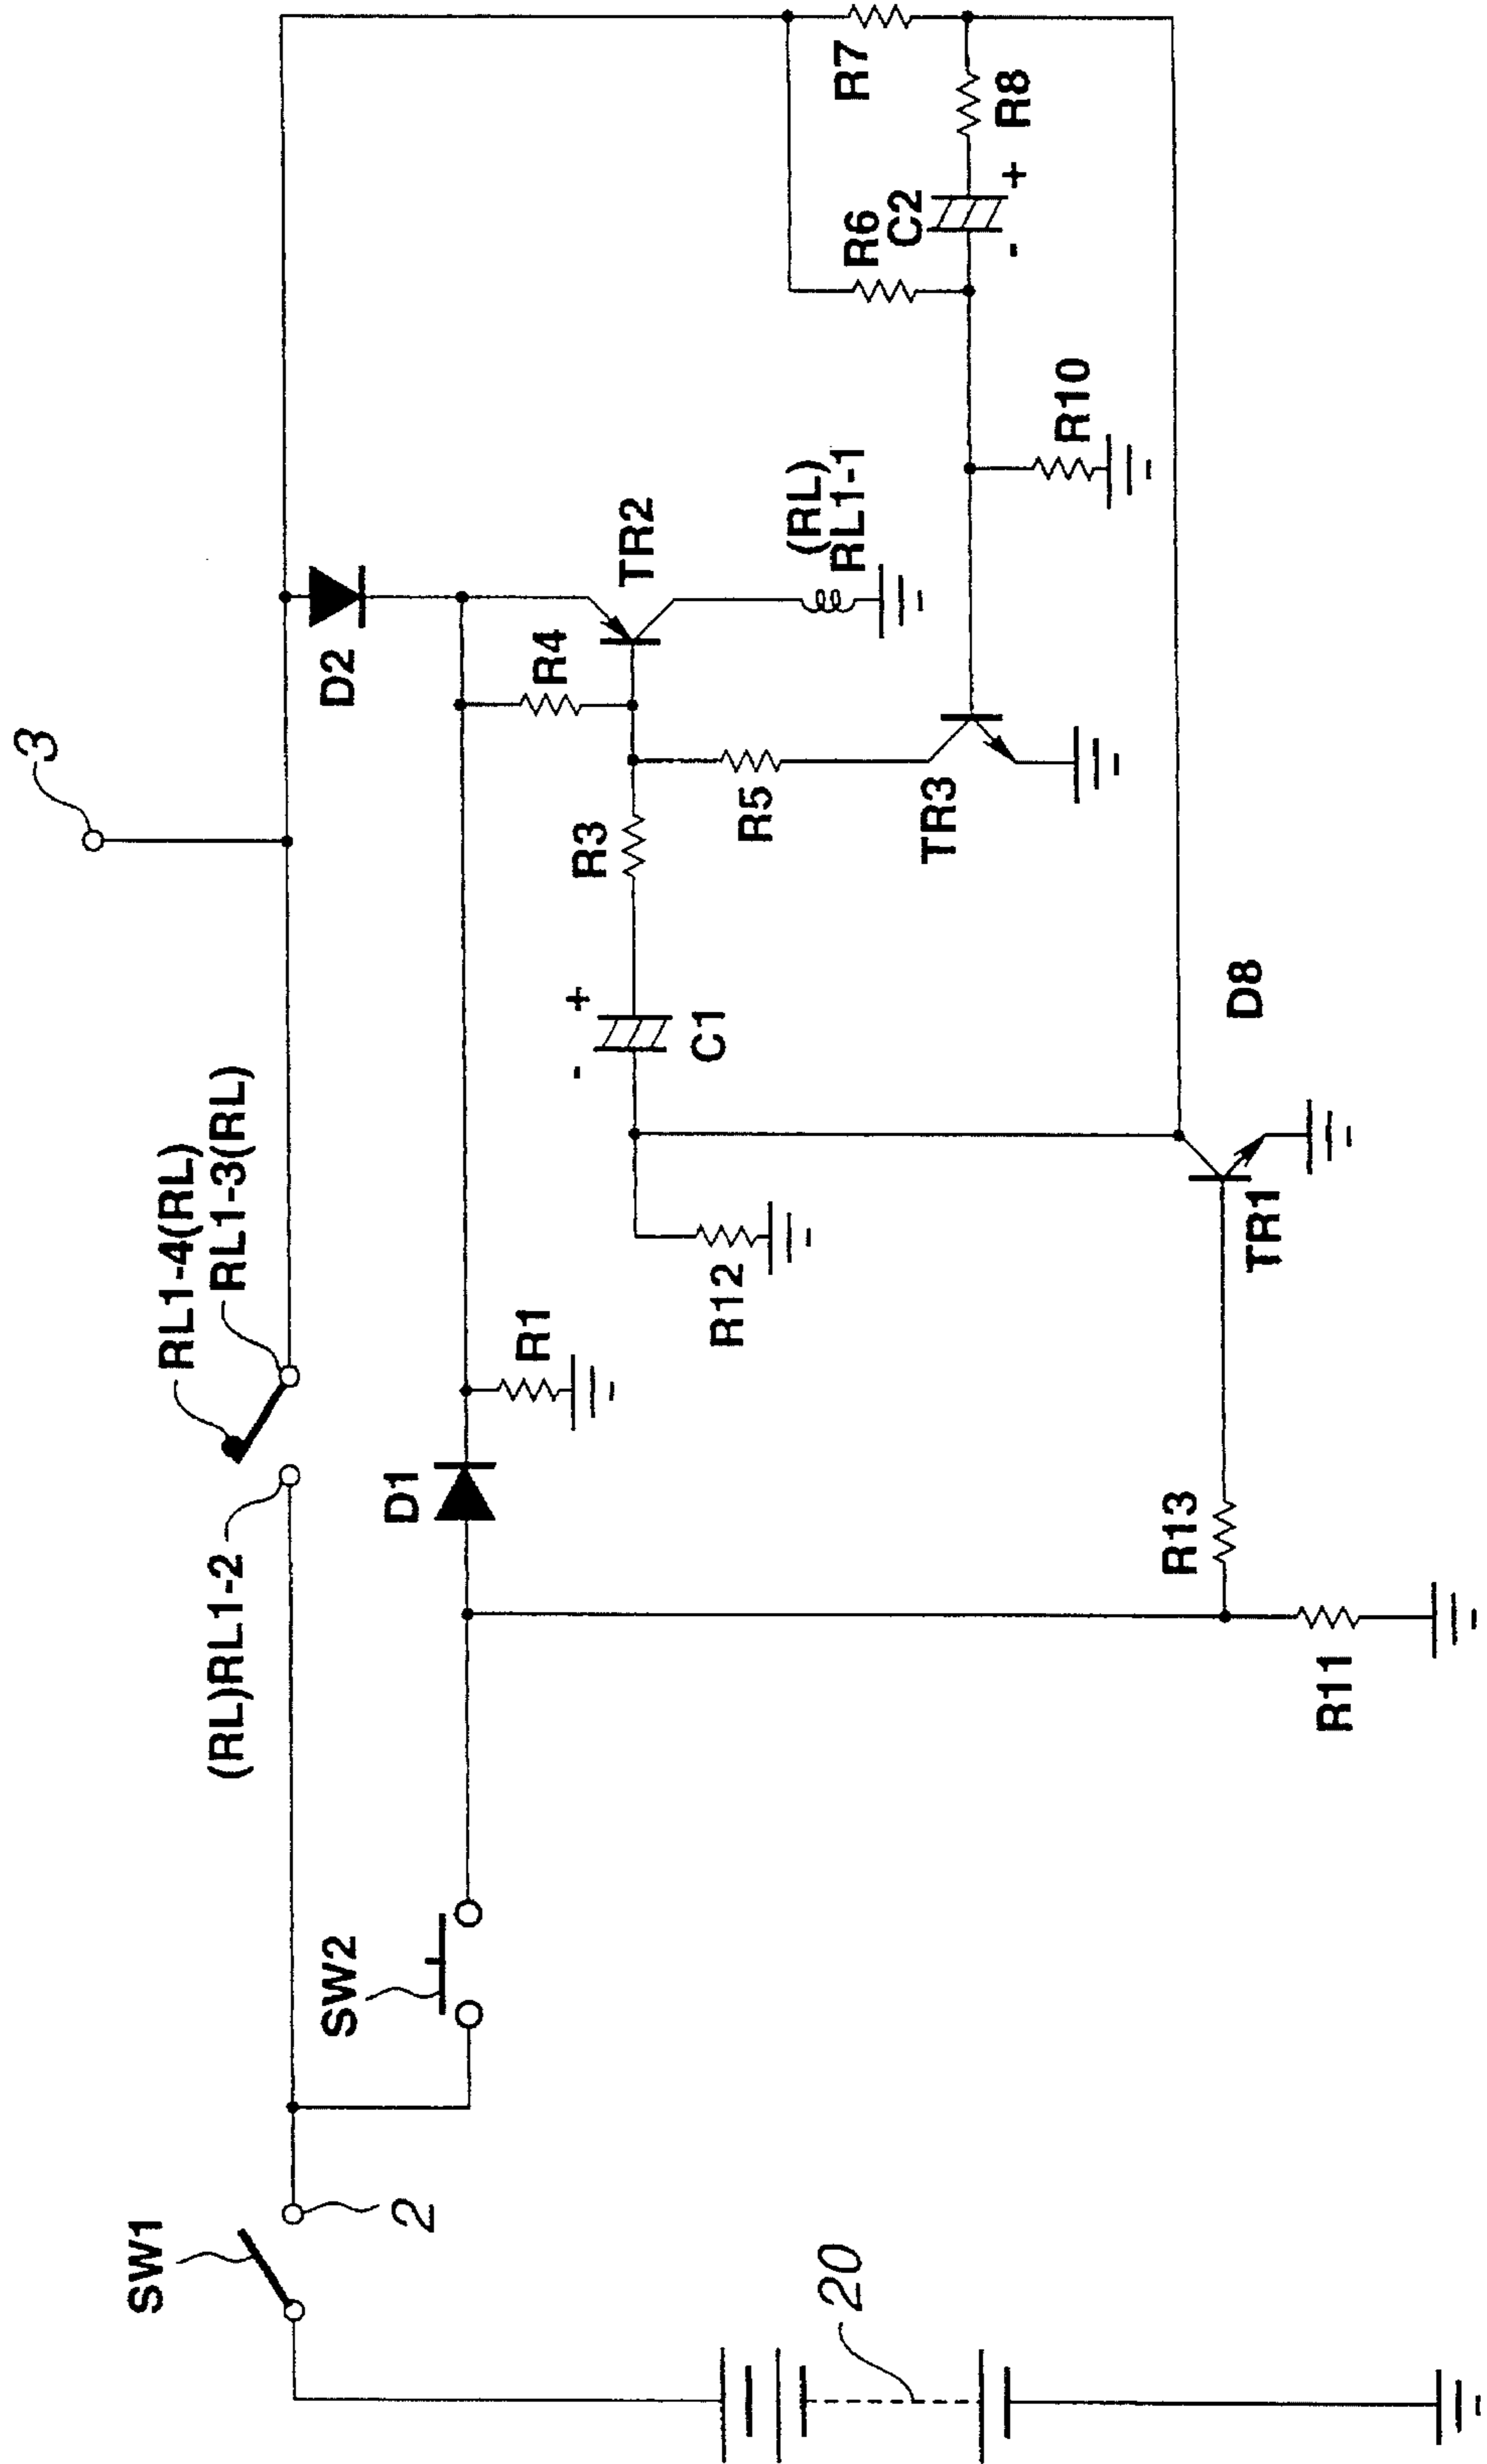 3
RL1-4(RL)
RL1-3(RL)
(RL)RL1-2
SW1
2
SW2
D1
R1
D2
R4
TR2
R3
C1
+
-
R5
(RL)
RL1-1
R6
R7
C2
+
-
R8
R10
TR3
R12
D8
TR1
R13
R11
20